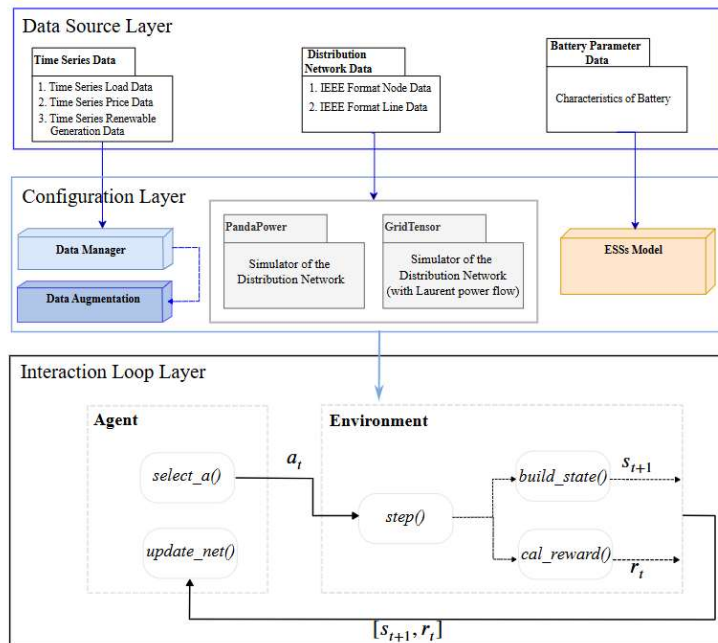 Data Source Layer
Time Series Data
1. Time Series Load Data
2. Time Series Price Data
3. Time Series Renewable
Generation Data
Distribution
Network Data
1. IEEE Format Node Data
2. IEEE Format Line Data
Battery Parameter
Data
Characteristics of Battery
Configuration Layer
Data Manager
Data Augmentation
PandaPower
Simulator of the
Distribution Network
GridTensor
Simulator of the
Distribution Network
(with Laurent power flow)
ESSs Model
Interaction Loop Layer
Agent
select_a()
update_net()
a_t
Environment
step()
build_state()
s_{t+1}
cal_reward()
r_t
[s_{t+1}, r_t]